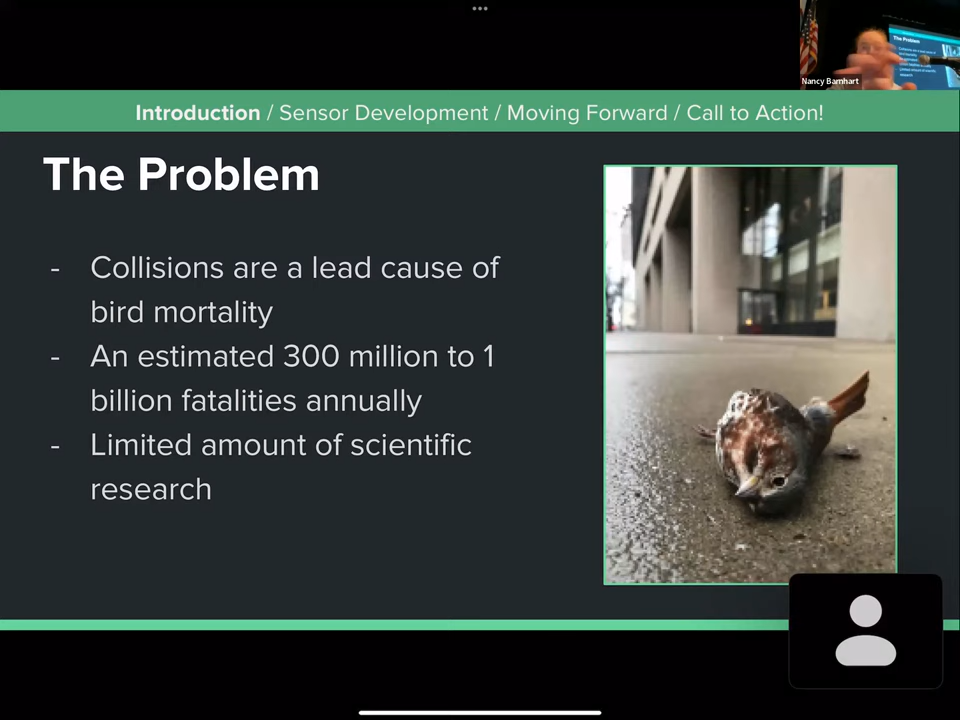 Nancy Barnhart
Introduction / Sensor Development / Moving Forward / Call to Action!
The Problem
- Collisions are a lead cause of
bird mortality
- An estimated 300 million to 1
billion fatalities annually
- Limited amount of scientific
research